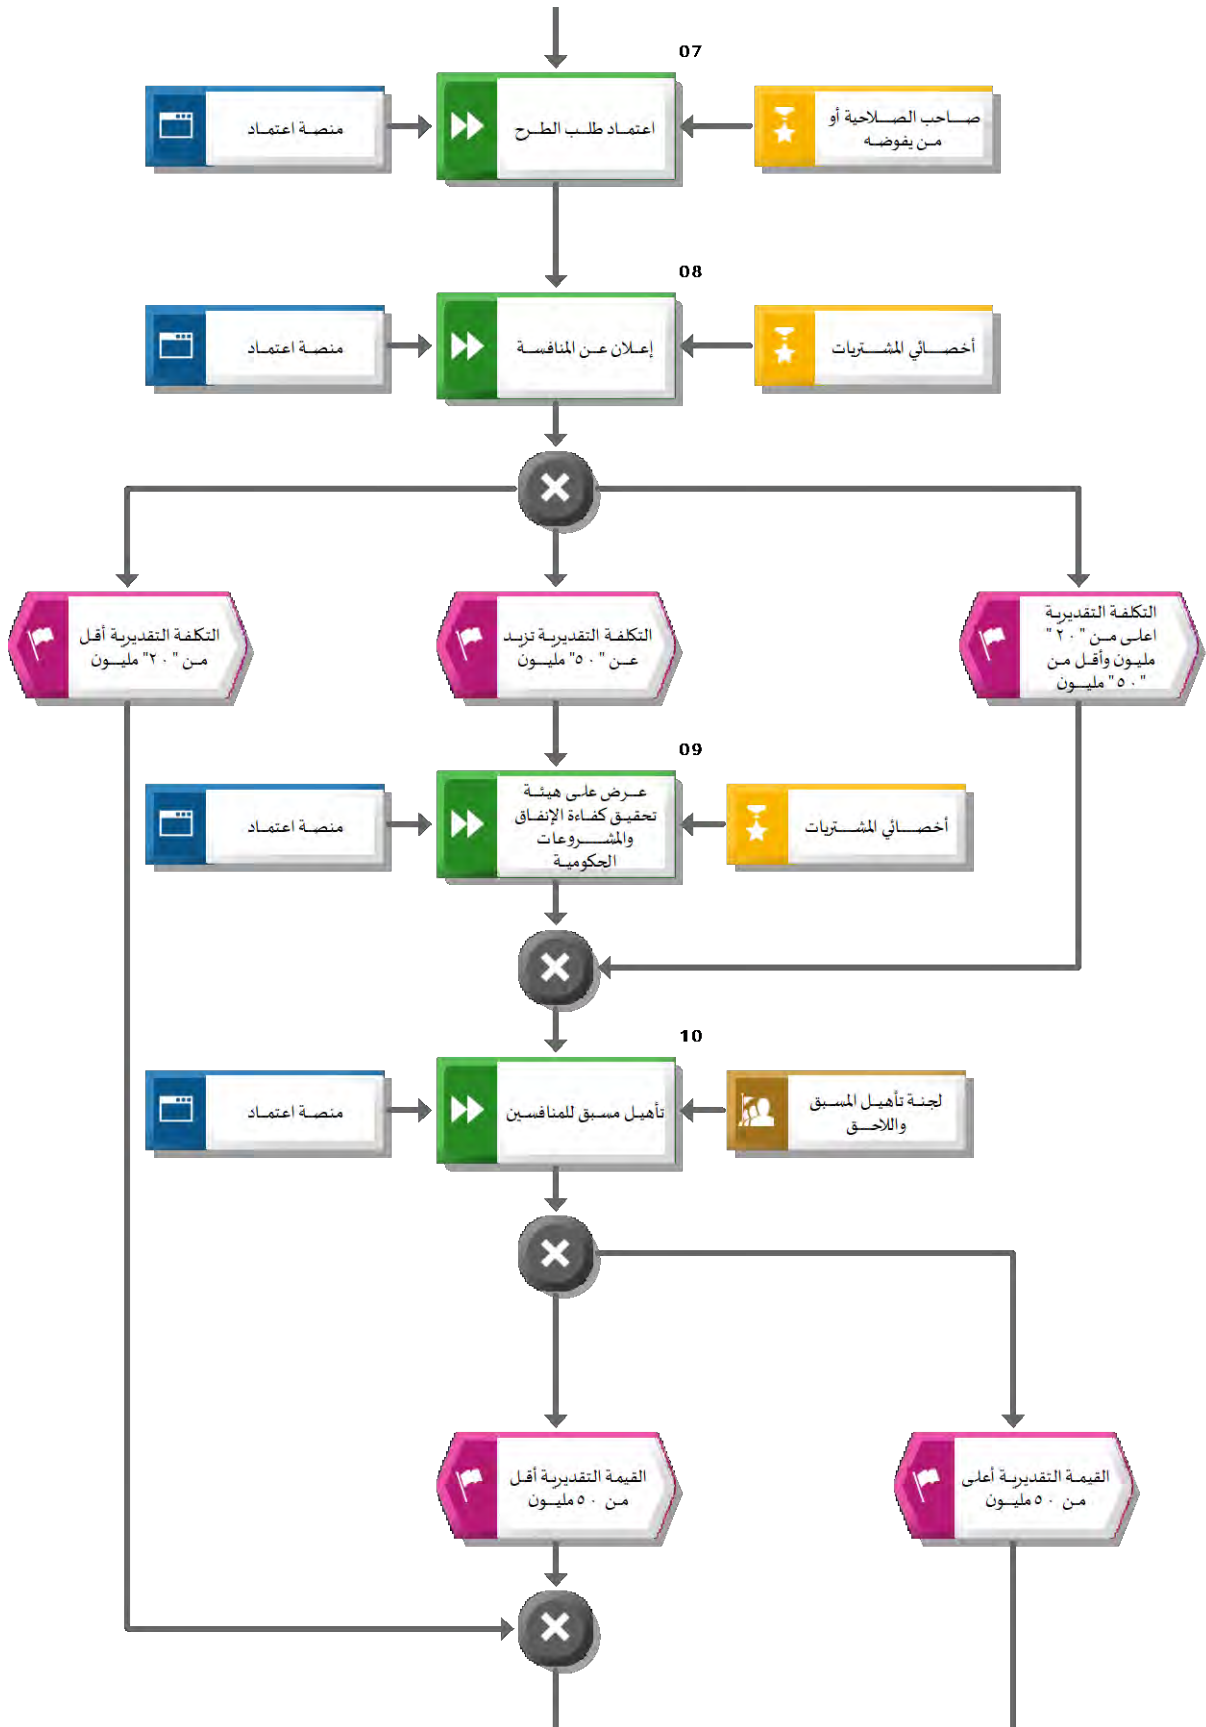 07
صاحب الصلاحية أو
من يفوضه
اعتماد طلب الطرح
منصة اعتماد
08
أخصائي المشتريات
إعلان عن المنافسة
منصة اعتماد
التكلفة التقديرية
اعلى من "٢٠"
مليون وأقل من
"٥٠" مليون
التكلفة التقديرية تزيد
عن "٥٠" مليون
التكلفة التقديرية أقل
من "٢٠" مليون
09
أخصائي المشتريات
عرض على هيئة
تحقيق كفاءة الإنفاق
والمشروعات
الحكومية
منصة اعتماد
10
لجنة تأهيل المسبق
واللاحق
تأهيل مسبق للمنافسين
منصة اعتماد
القيمة التقديرية أعلى
من ٥٠ مليون
القيمة التقديرية أقل
من ٥٠ مليون